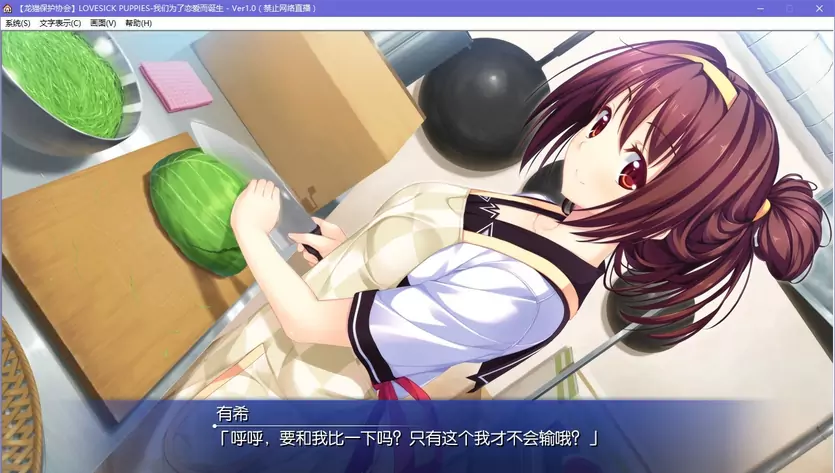 【龙猫保护协会】LOVESICK PUPPIES-我们为了恋爱而诞生 - Ver1.0（禁止网络直播）
系统(S) 文字表示(C) 画面(V) 帮助(H)
有希
「呼呼，要和我比一下吗？只有这个我才不会输哦？」